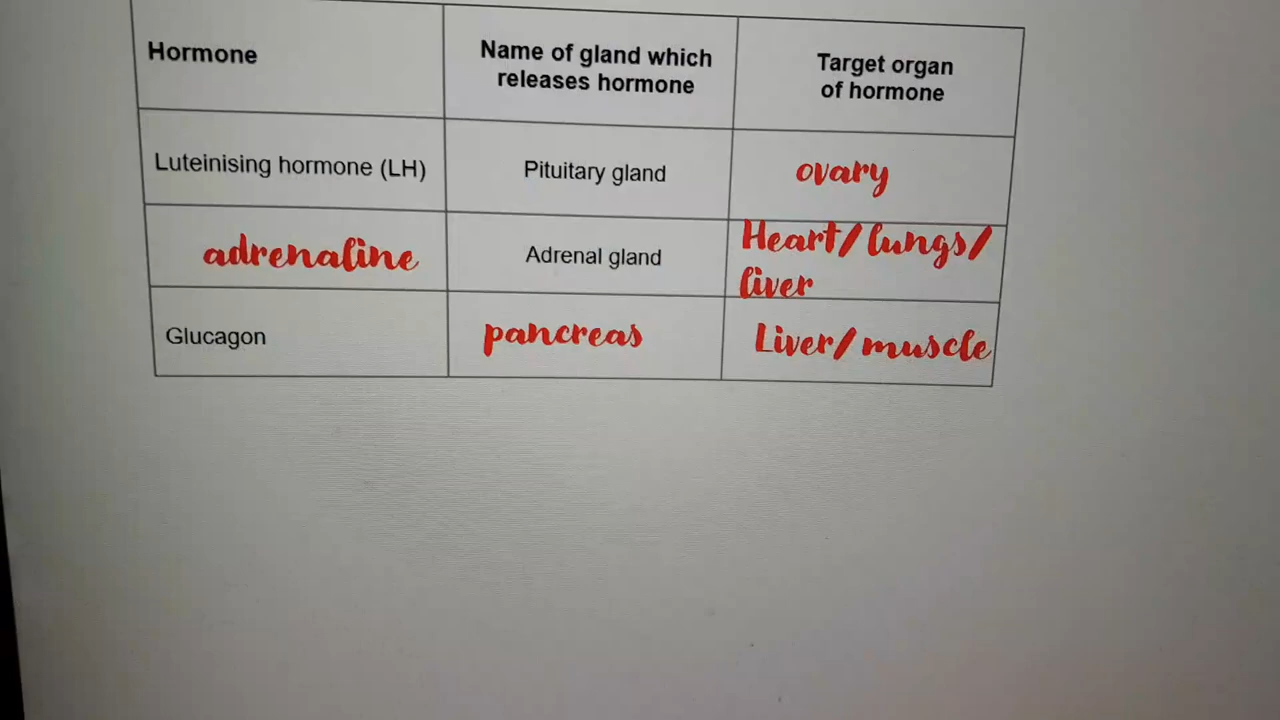 Hormone
Name of gland which
releases hormone
Target organ
of hormone
Luteinising hormone (LH)
Pituitary gland
ovary
adrenaline
Adrenal gland
Heart/lungs/
liver
Glucagon
pancreas
Liver/muscle